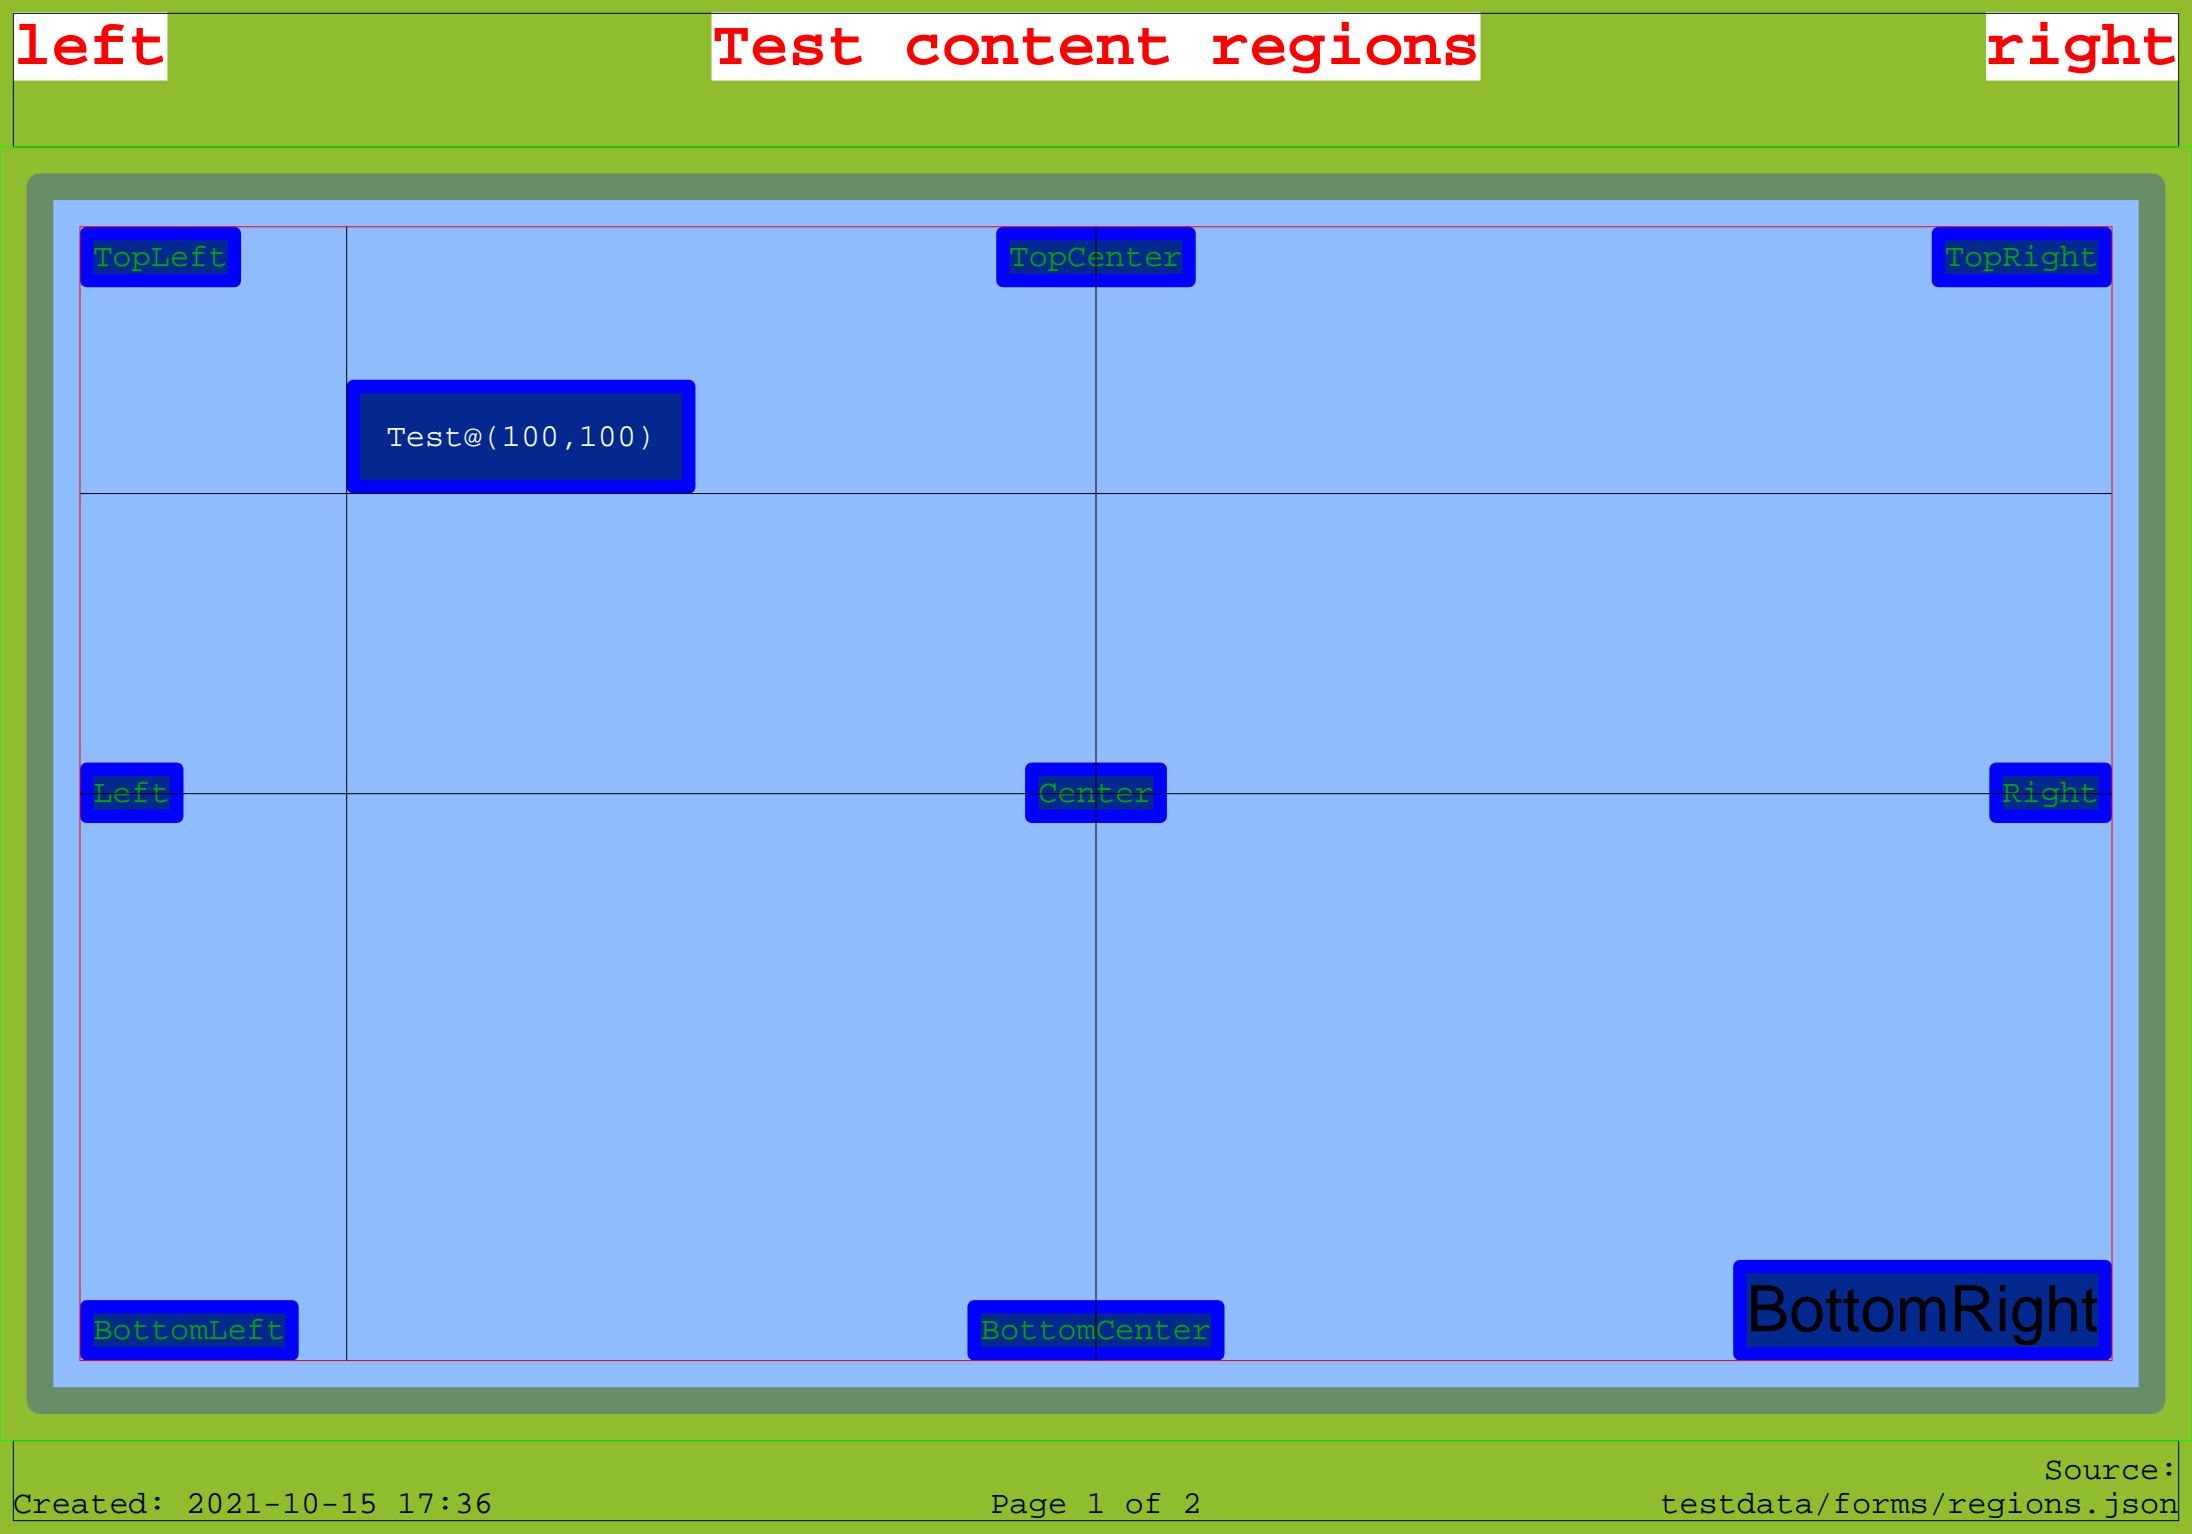 left Test content regions right
TopLeft TopCenter TopRight
Test@(100,100)
Left Center Right
BottomLeft BottomCenter BottomRight
Source:
Created: 2021-10-15 17:36 Page 1 of 2 testdata/forms/regions.json